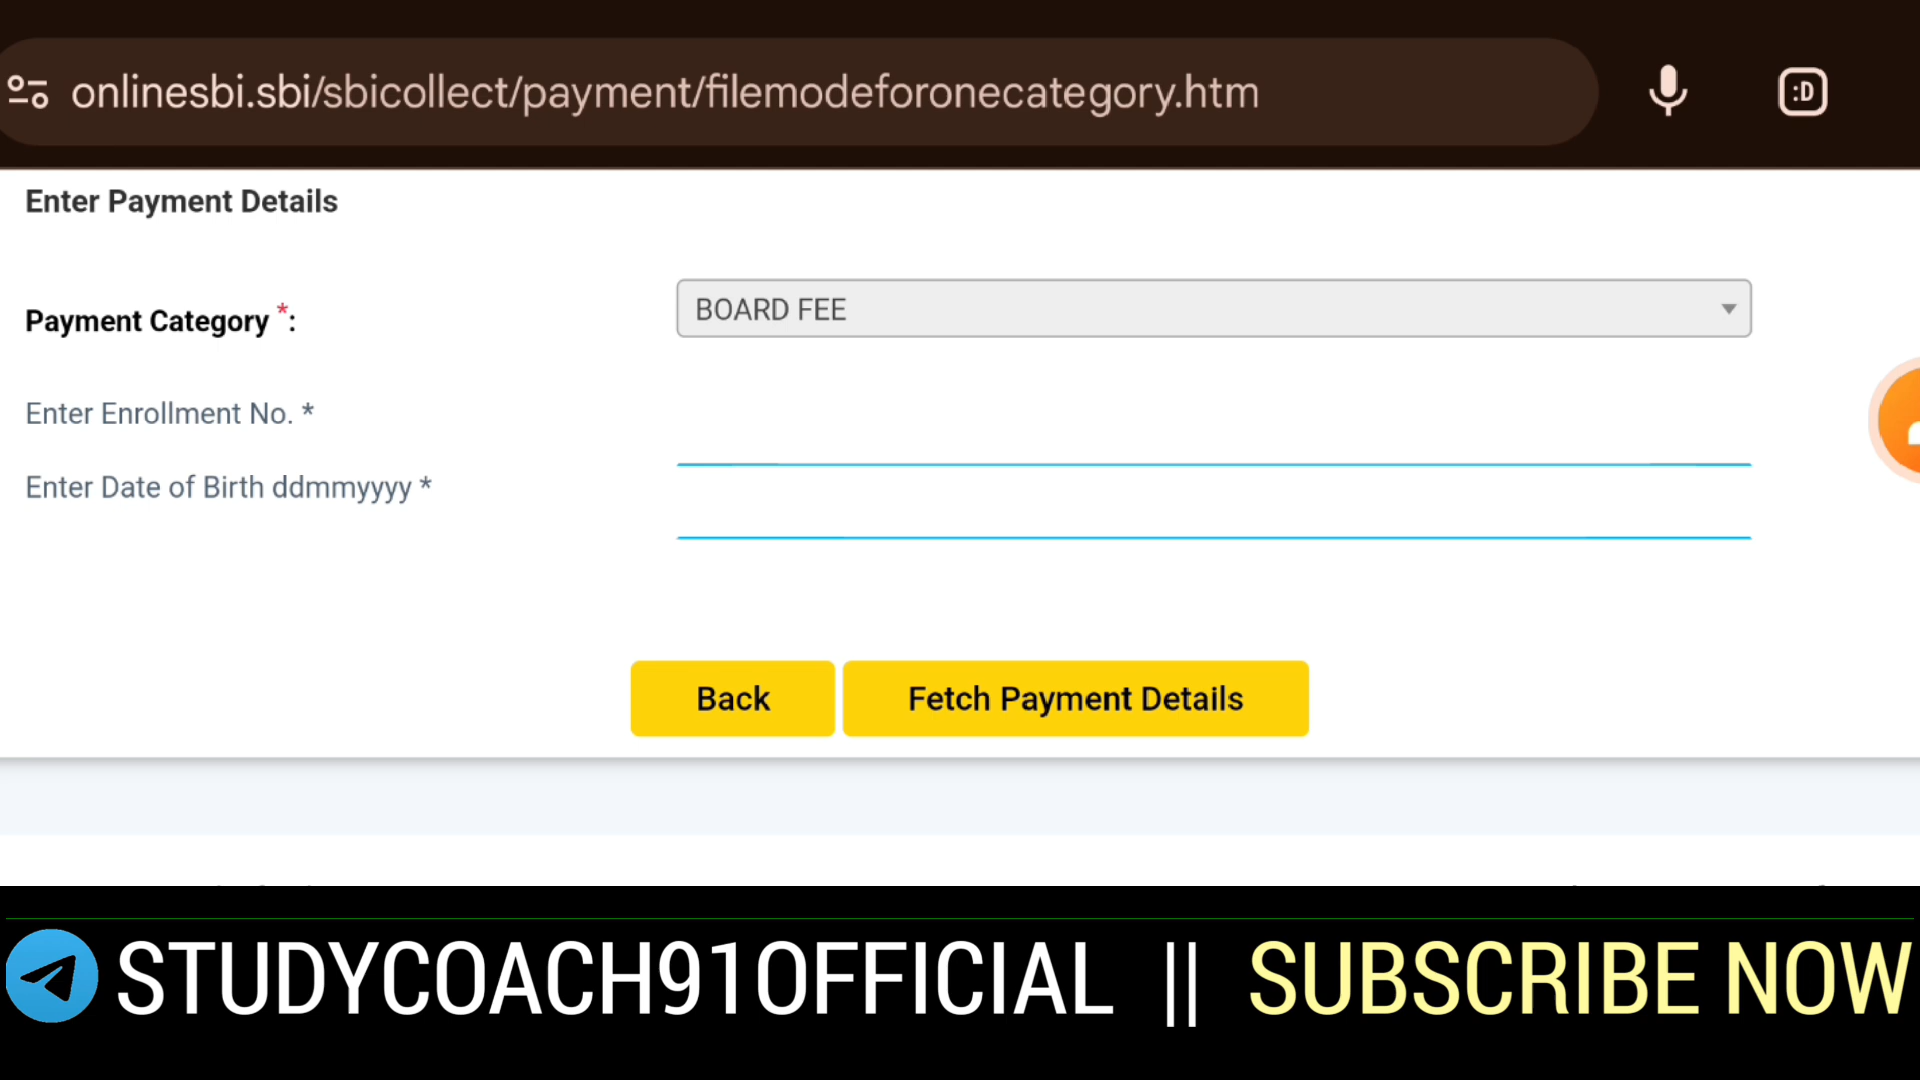 onlinesbi.sbi/sbicollect/payment/filemodeforonecategory.htm
:D
Enter Payment Details
Payment Category *:
BOARD FEE
Enter Enrollment No. *
Enter Date of Birth ddmmyyyy *
Back
Fetch Payment Details
STUDYCOACH91OFFICIAL || SUBSCRIBE NOW